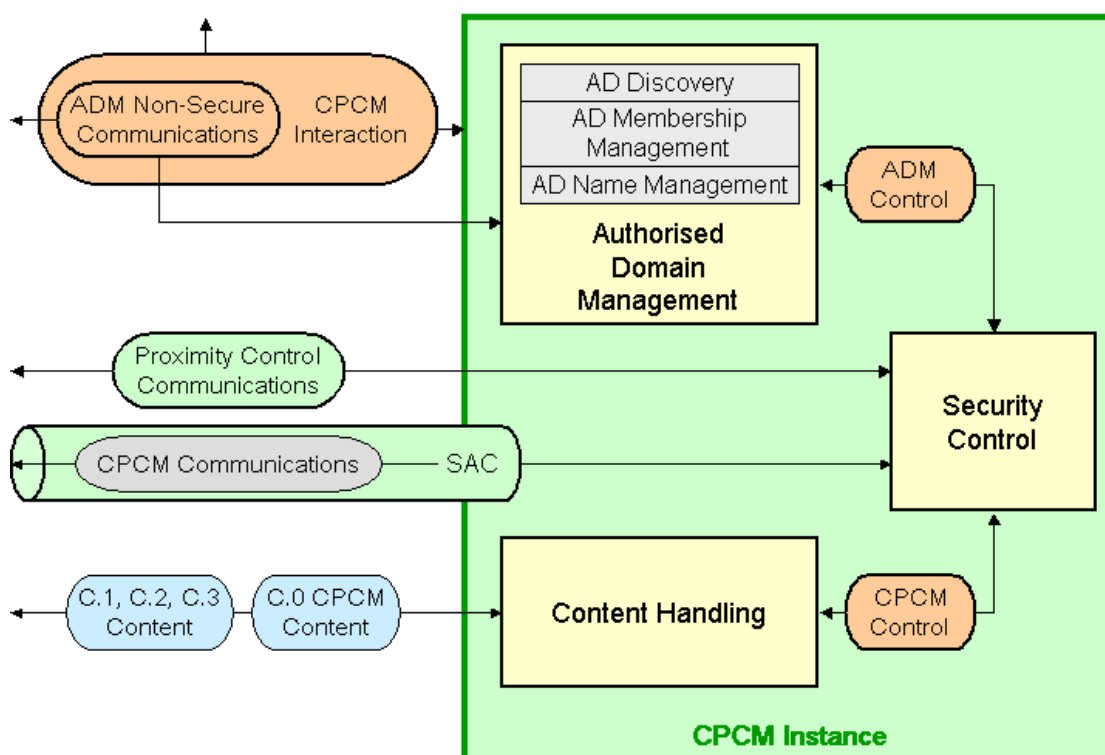 ADM Non-Secure
Communications
CPCM
Interaction
AD Discovery
AD Membership
Management
AD Name Management
Authorised
Domain
Management
ADM
Control
Proximity Control
Communications
Security
Control
CPCM Communications
SAC
C.1, C.2, C.3
Content
C.0 CPCM
Content
Content Handling
CPCM
Control
CPCM Instance